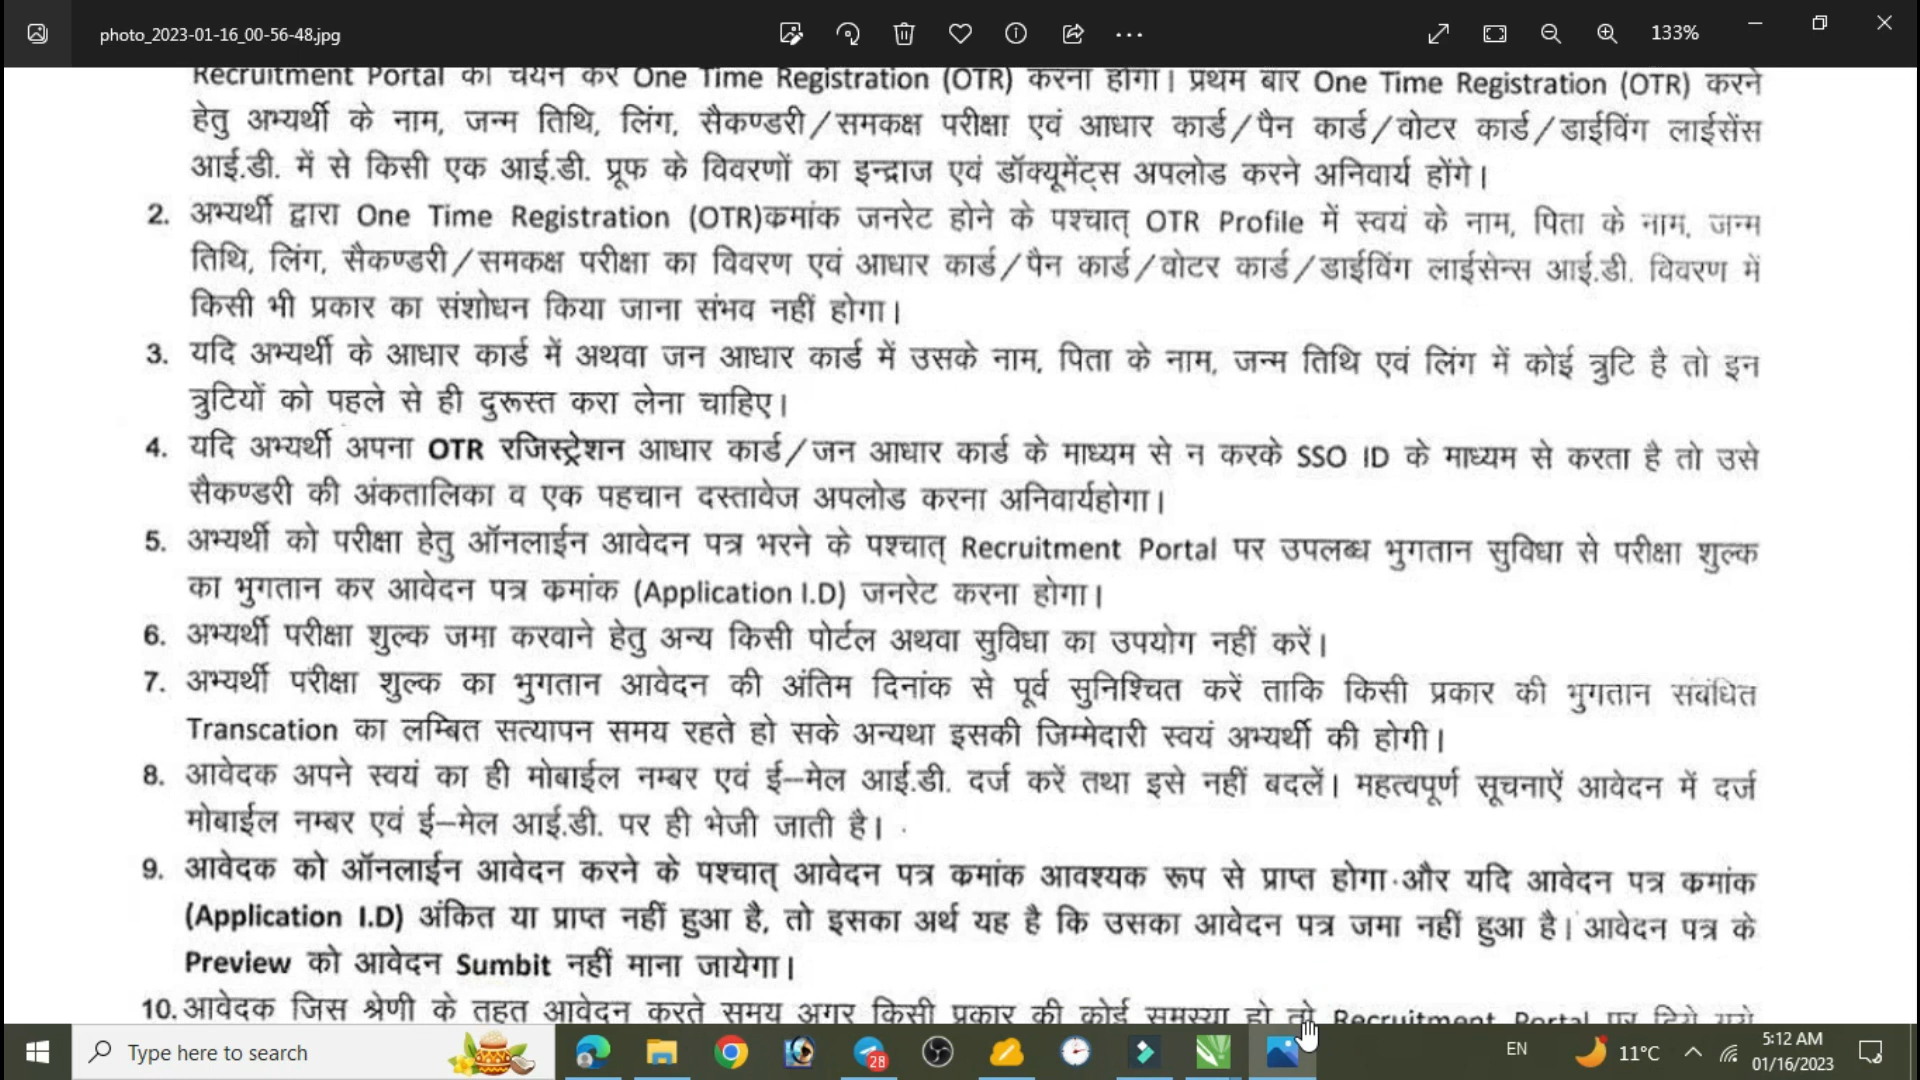 photo_2023-01-16_00-56-48.jpg
133%
Recruitment Portal का चयन कर One Time Registration (OTR) करना होगा। प्रथम बार One Time Registration (OTR) करने
हेतु अभ्यर्थी के नाम, जन्म तिथि, लिंग, सैकण्डरी/समकक्ष परीक्षा एवं आधार कार्ड/पैन कार्ड/वोटर कार्ड/डाईविंग लाईसेंस
आई.डी. में से किसी एक आई.डी. प्रूफ के विवरणों का इन्द्राज एवं डॉक्यूमेंट्स अपलोड करने अनिवार्य होंगे।
2. अभ्यर्थी द्वारा One Time Registration (OTR)कमांक जनरेट होने के पश्चात् OTR Profile में स्वयं के नाम, पिता के नाम, जन्म
तिथि, लिंग, सैकण्डरी/समकक्ष परीक्षा का विवरण एवं आधार कार्ड/पैन कार्ड/वोटर कार्ड/डाईविंग लाईसेन्स आई.डी. विवरण में
किसी भी प्रकार का संशोधन किया जाना संभव नहीं होगा।
3. यदि अभ्यर्थी के आधार कार्ड में अथवा जन आधार कार्ड में उसके नाम, पिता के नाम, जन्म तिथि एवं लिंग में कोई त्रुटि है तो इन
त्रुटियों को पहले से ही दुरूस्त करा लेना चाहिए।
4. यदि अभ्यर्थी अपना OTR रजिस्ट्रेशन आधार कार्ड/जन आधार कार्ड के माध्यम से न करके SSO ID के माध्यम से करता है तो उसे
सैकण्डरी की अंकतालिका व एक पहचान दस्तावेज अपलोड करना अनिवार्यहोगा।
5. अभ्यर्थी को परीक्षा हेतु ऑनलाईन आवेदन पत्र भरने के पश्चात् Recruitment Portal पर उपलब्ध भुगतान सुविधा से परीक्षा शुल्क
का भुगतान कर आवेदन पत्र कमांक (Application I.D) जनरेट करना होगा।
6. अभ्यर्थी परीक्षा शुल्क जमा करवाने हेतु अन्य किसी पोर्टल अथवा सुविधा का उपयोग नहीं करें।
7. अभ्यर्थी परीक्षा शुल्क का भुगतान आवेदन की अंतिम दिनांक से पूर्व सुनिश्चित करें ताकि किसी प्रकार की भुगतान संबंधित
Transcation का लम्बित सत्यापन समय रहते हो सके अन्यथा इसकी जिम्मेदारी स्वयं अभ्यर्थी की होगी।
8. आवेदक अपने स्वयं का ही मोबाईल नम्बर एवं ई–मेल आई.डी. दर्ज करें तथा इसे नहीं बदलें। महत्वपूर्ण सूचनाऐं आवेदन में दर्ज
मोबाईल नम्बर एवं ई–मेल आई.डी. पर ही भेजी जाती है।
9. आवेदक को ऑनलाईन आवेदन करने के पश्चात् आवेदन पत्र कमांक आवश्यक रूप से प्राप्त होगा और यदि आवेदन पत्र कमांक
(Application I.D) अंकित या प्राप्त नहीं हुआ है, तो इसका अर्थ यह है कि उसका आवेदन पत्र जमा नहीं हुआ है। आवेदन पत्र के
Preview को आवेदन Sumbit नहीं माना जायेगा।
10. आवेदक जिस श्रेणी के तहत आवेदन करते समय अगर किसी प्रकार की कोई समस्या हो तो Recruitment Portal पर दिये गये
Type here to search
28
EN
11°C
5:12 AM
01/16/2023